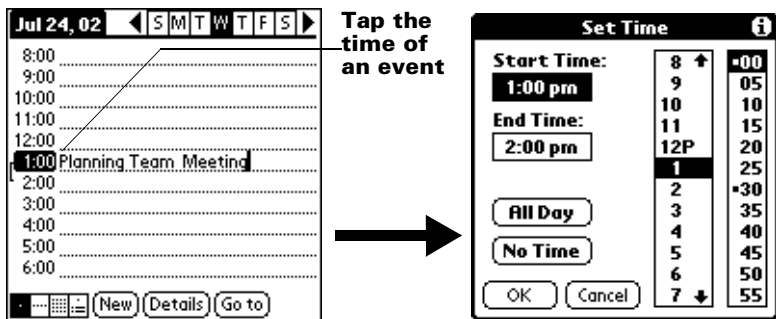 Jul 24, 02 S M T W T F S
8:00
9:00
10:00
11:00
12:00
1:00 Planning Team Meeting
2:00
3:00
4:00
5:00
6:00
New Details Go to
Tap the
time of
an event
Set Time
Start Time:
1:00 pm
End Time:
2:00 pm
All Day
No Time
OK Cancel
8
9
10
11
12P
1
2
3
4
5
6
7
00
05
10
15
20
25
30
35
40
45
50
55